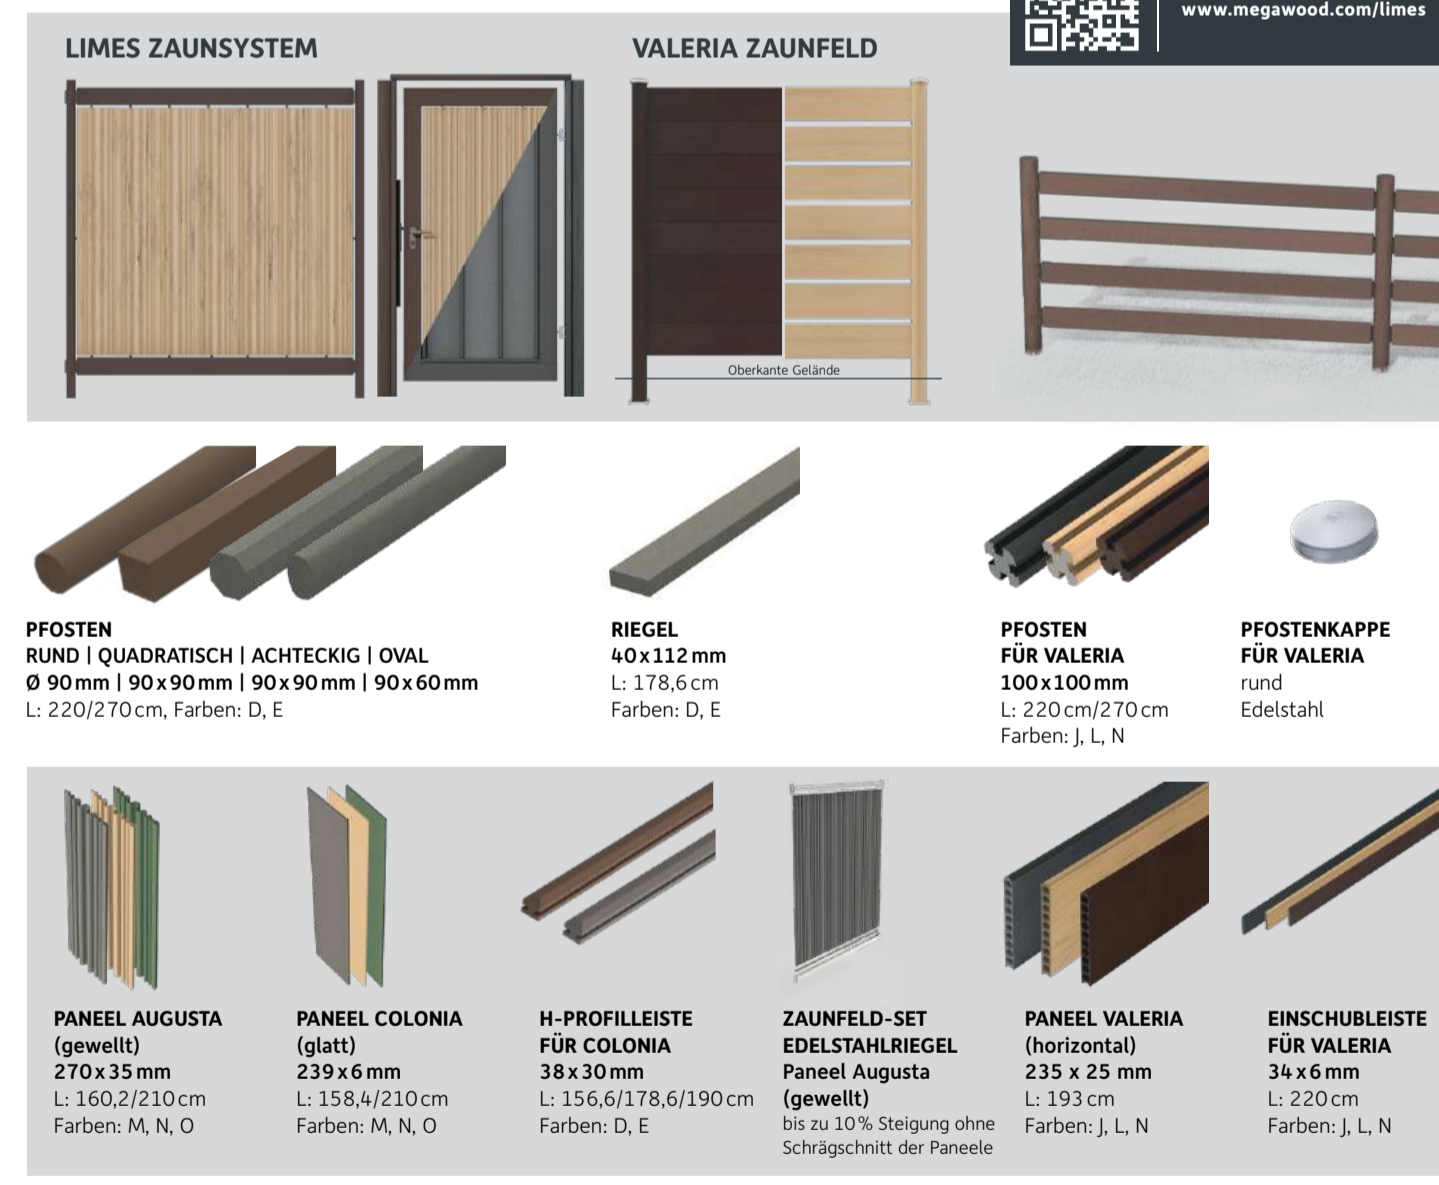 www.megawood.com/limes
LIMES ZAUNSYSTEM
VALERIA ZAUNFELD
Oberkante Gelände
PFOSTEN
RUND | QUADRATISCH | ACHTECKIG | OVAL
Ø 90 mm | 90 x 90 mm | 90 x 90 mm | 90 x 60 mm
L: 220/270 cm, Farben: D, E
RIEGEL
40 x 112 mm
L: 178,6 cm
Farben: D, E
PFOSTEN
FÜR VALERIA
100 x 100 mm
L: 220 cm/270 cm
Farben: J, L, N
PFOSTENKAPPE
FÜR VALERIA
rund
Edelstahl
PANEEL AUGUSTA
(gewellt)
270 x 35 mm
L: 160,2/210 cm
Farben: M, N, O
PANEEL COLONIA
(glatt)
239 x 6 mm
L: 158,4/210 cm
Farben: M, N, O
H-PROFILLEISTE
FÜR COLONIA
38 x 30 mm
L: 156,6/178,6/190 cm
Farben: D, E
ZAUNFELD-SET
EDELSTAHLRIEGEL
Paneel Augusta
(gewellt)
bis zu 10 % Steigung ohne
Schrägschnitt der Paneele
PANEEL VALERIA
(horizontal)
235 x 25 mm
L: 193 cm
Farben: J, L, N
EINSCHUBLEISTE
FÜR VALERIA
34 x 6 mm
L: 220 cm
Farben: J, L, N